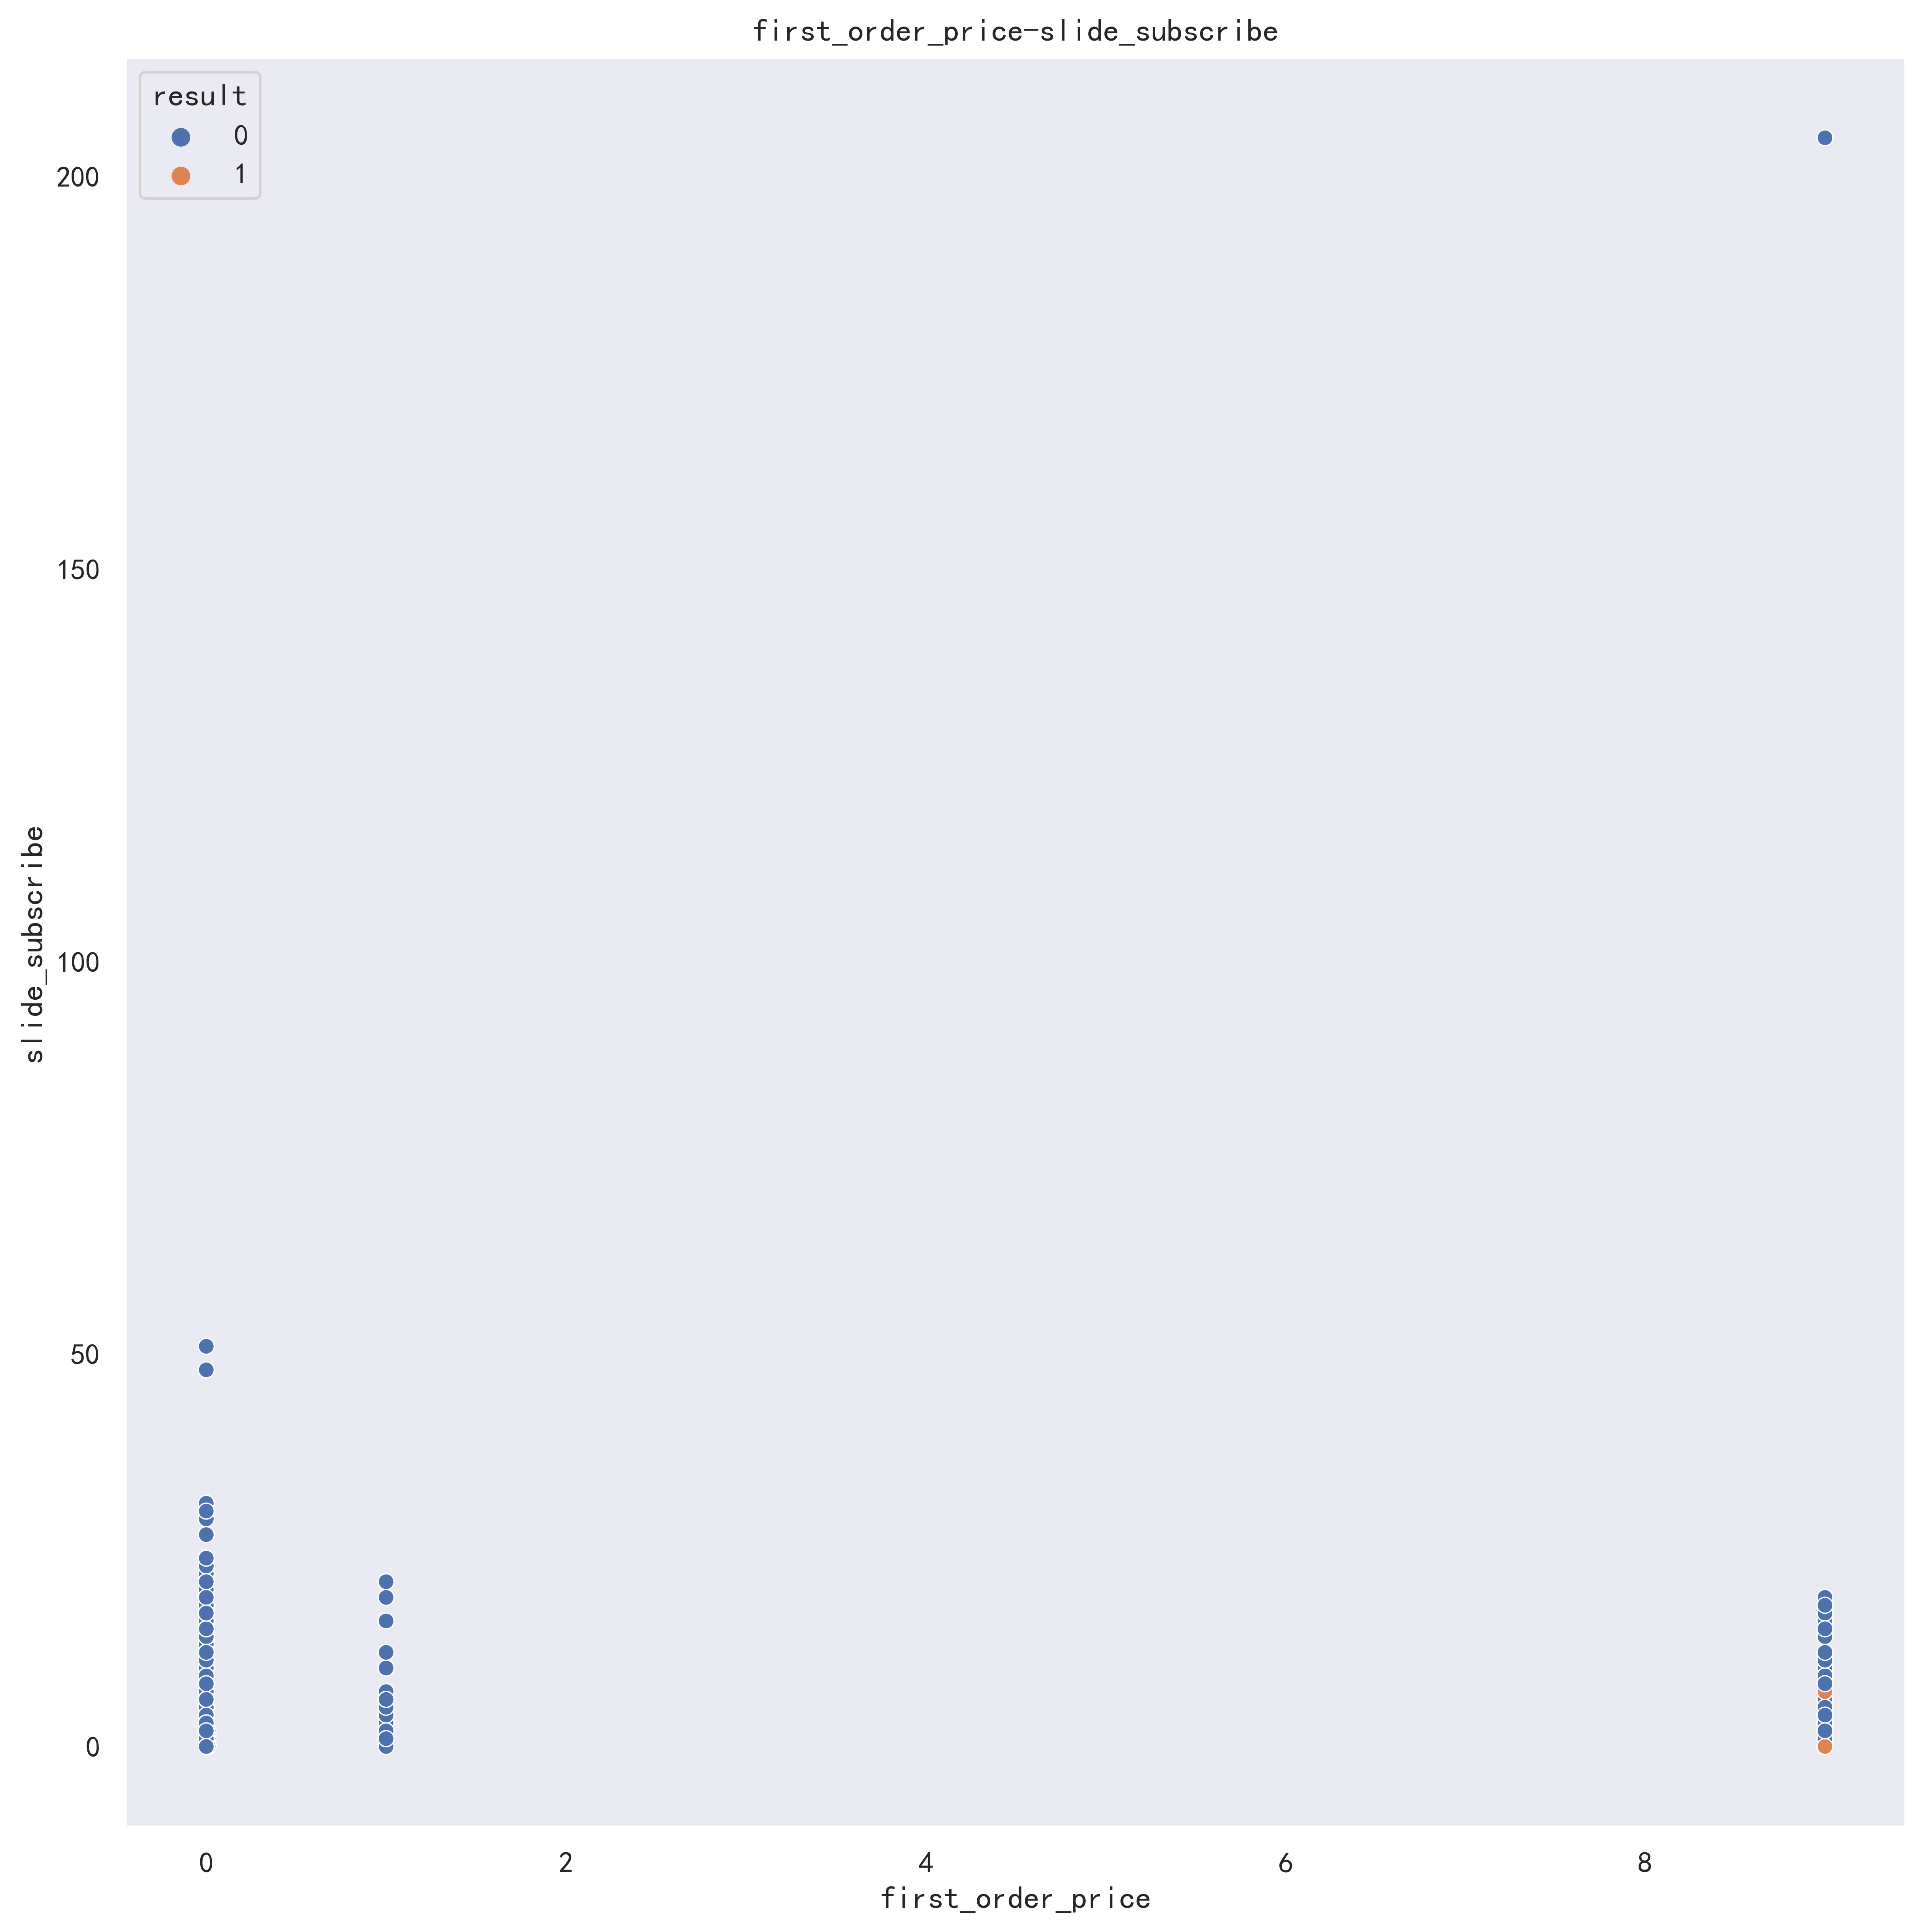 first_order_price-slide_subscribe
result
0
1
200
150
100
50
0
slide_subscribe
0 2 4 6 8
first_order_price